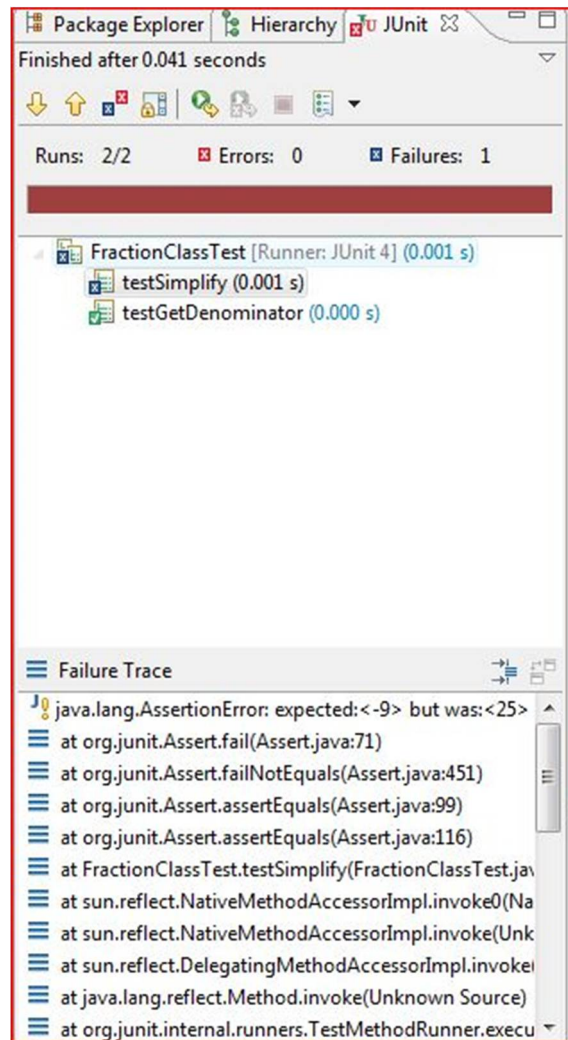 Package Explorer Hierarchy JUnit
Finished after 0.041 seconds
Runs: 2/2 Errors: 0 Failures: 1
FractionClassTest [Runner: JUnit 4] (0.001 s)
testSimplify (0.001 s)
testGetDenominator (0.000 s)
Failure Trace
java.lang.AssertionError: expected:<-9> but was:<25>
at org.junit.Assert.fail(Assert.java:71)
at org.junit.Assert.failNotEquals(Assert.java:451)
at org.junit.Assert.assertEquals(Assert.java:99)
at org.junit.Assert.assertEquals(Assert.java:116)
at FractionClassTest.testSimplify(FractionClassTest.jav
at sun.reflect.NativeMethodAccessorImpl.invoke0(Na
at sun.reflect.NativeMethodAccessorImpl.invoke(Unk
at sun.reflect.DelegatingMethodAccessorImpl.invoke(
at java.lang.reflect.Method.invoke(Unknown Source)
at org.junit.internal.runners.TestMethodRunner.execu